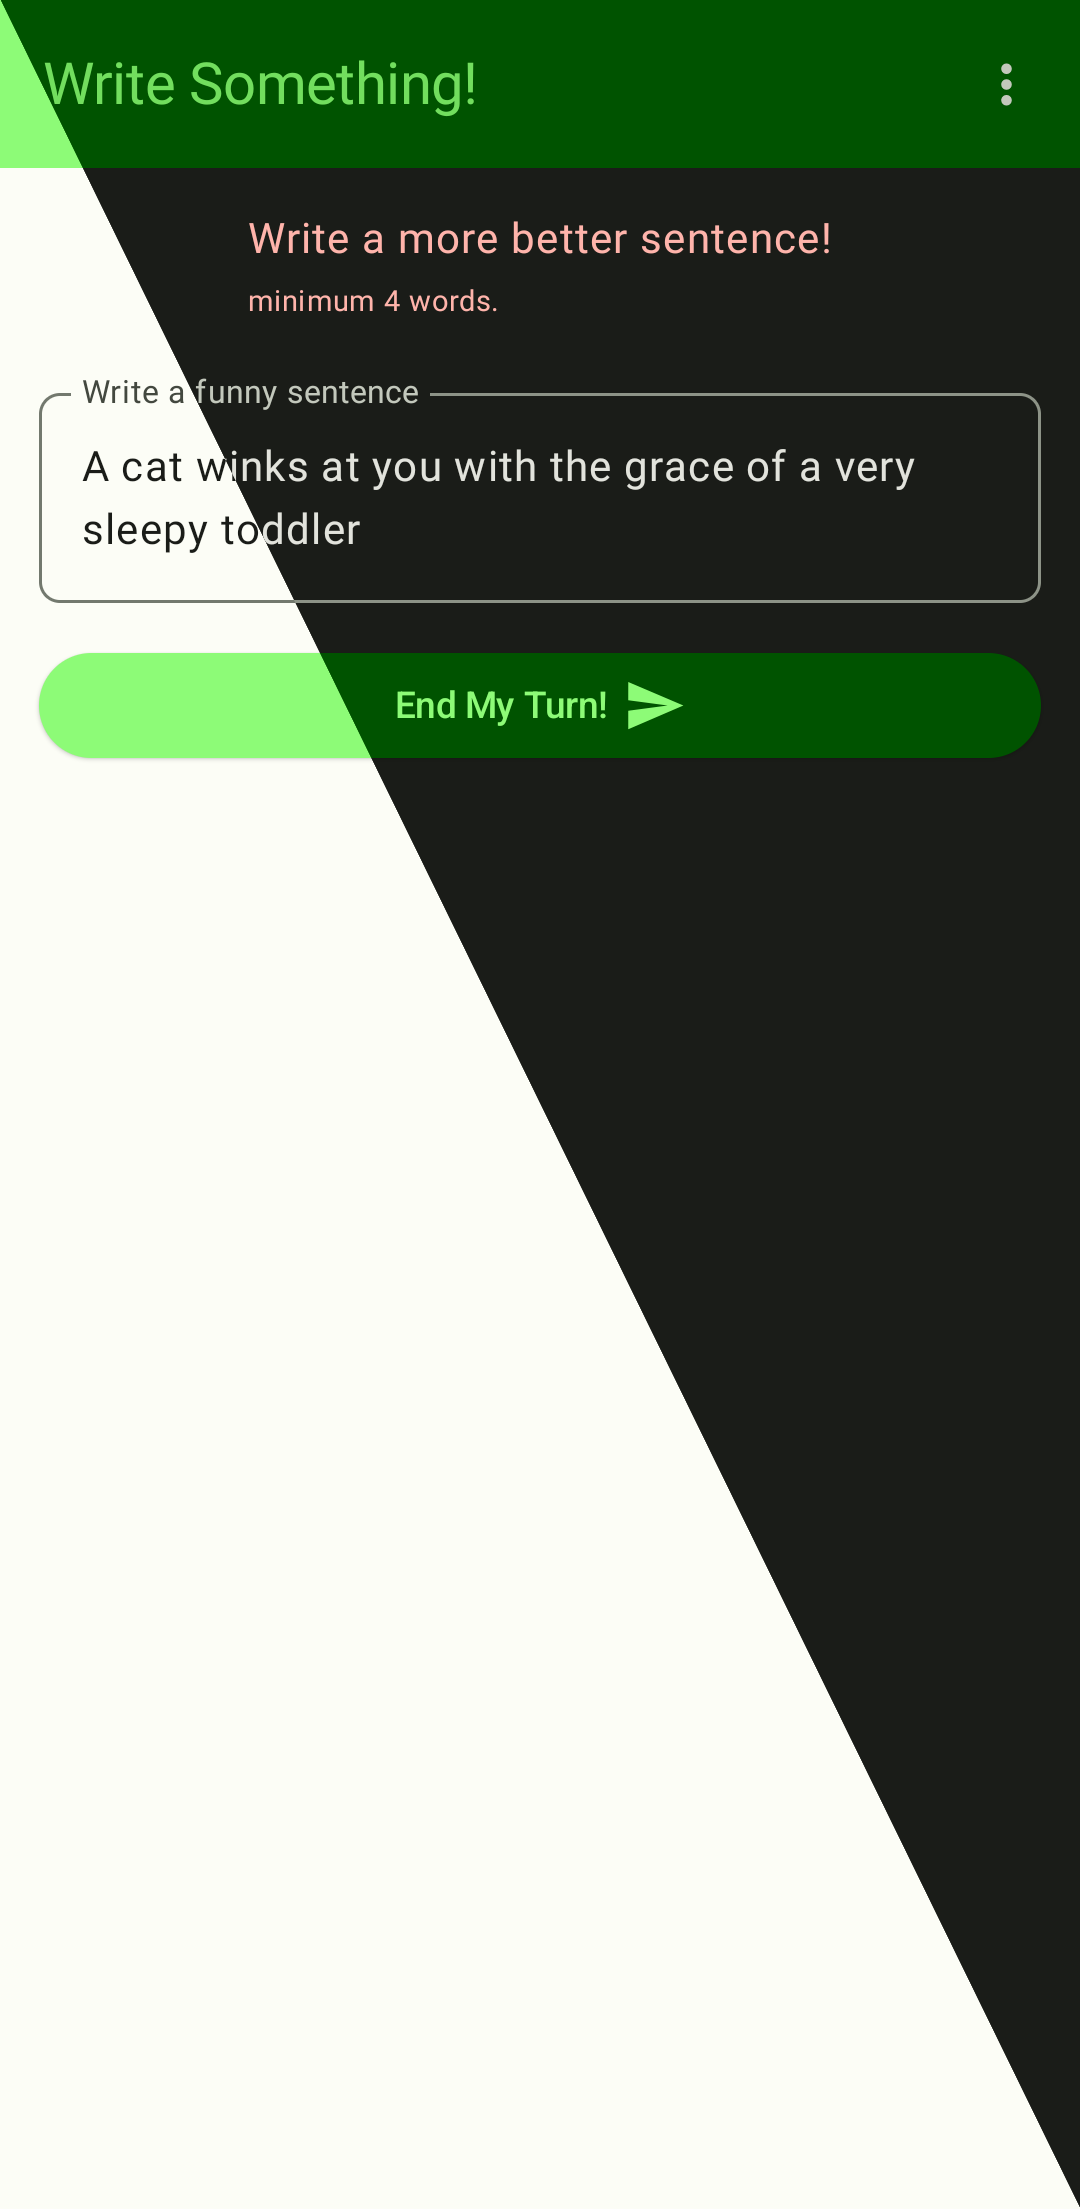 Write Something!
Write a more better sentence!
minimum 4 words.
Write a funny sentence
A cat winks at you with the grace of a very
sleepy toddler
End My Turn!